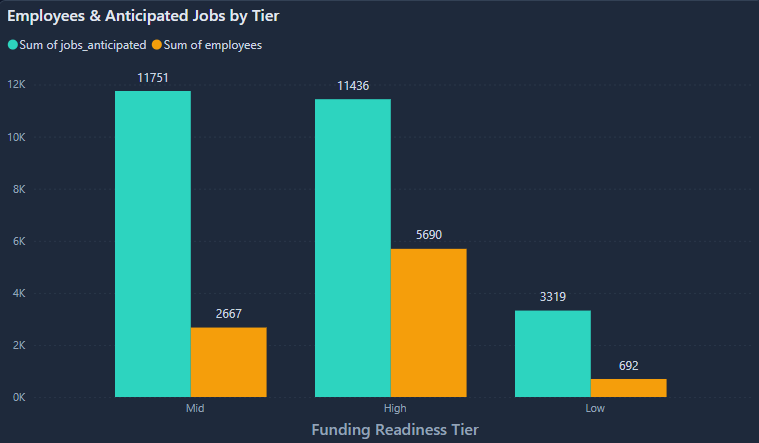 Employees & Anticipated Jobs by Tier
Sum of jobs_anticipated Sum of employees
12K
10K
8K
6K
4K
2K
0K
11751
2667
11436
5690
3319
692
Mid High Low
Funding Readiness Tier